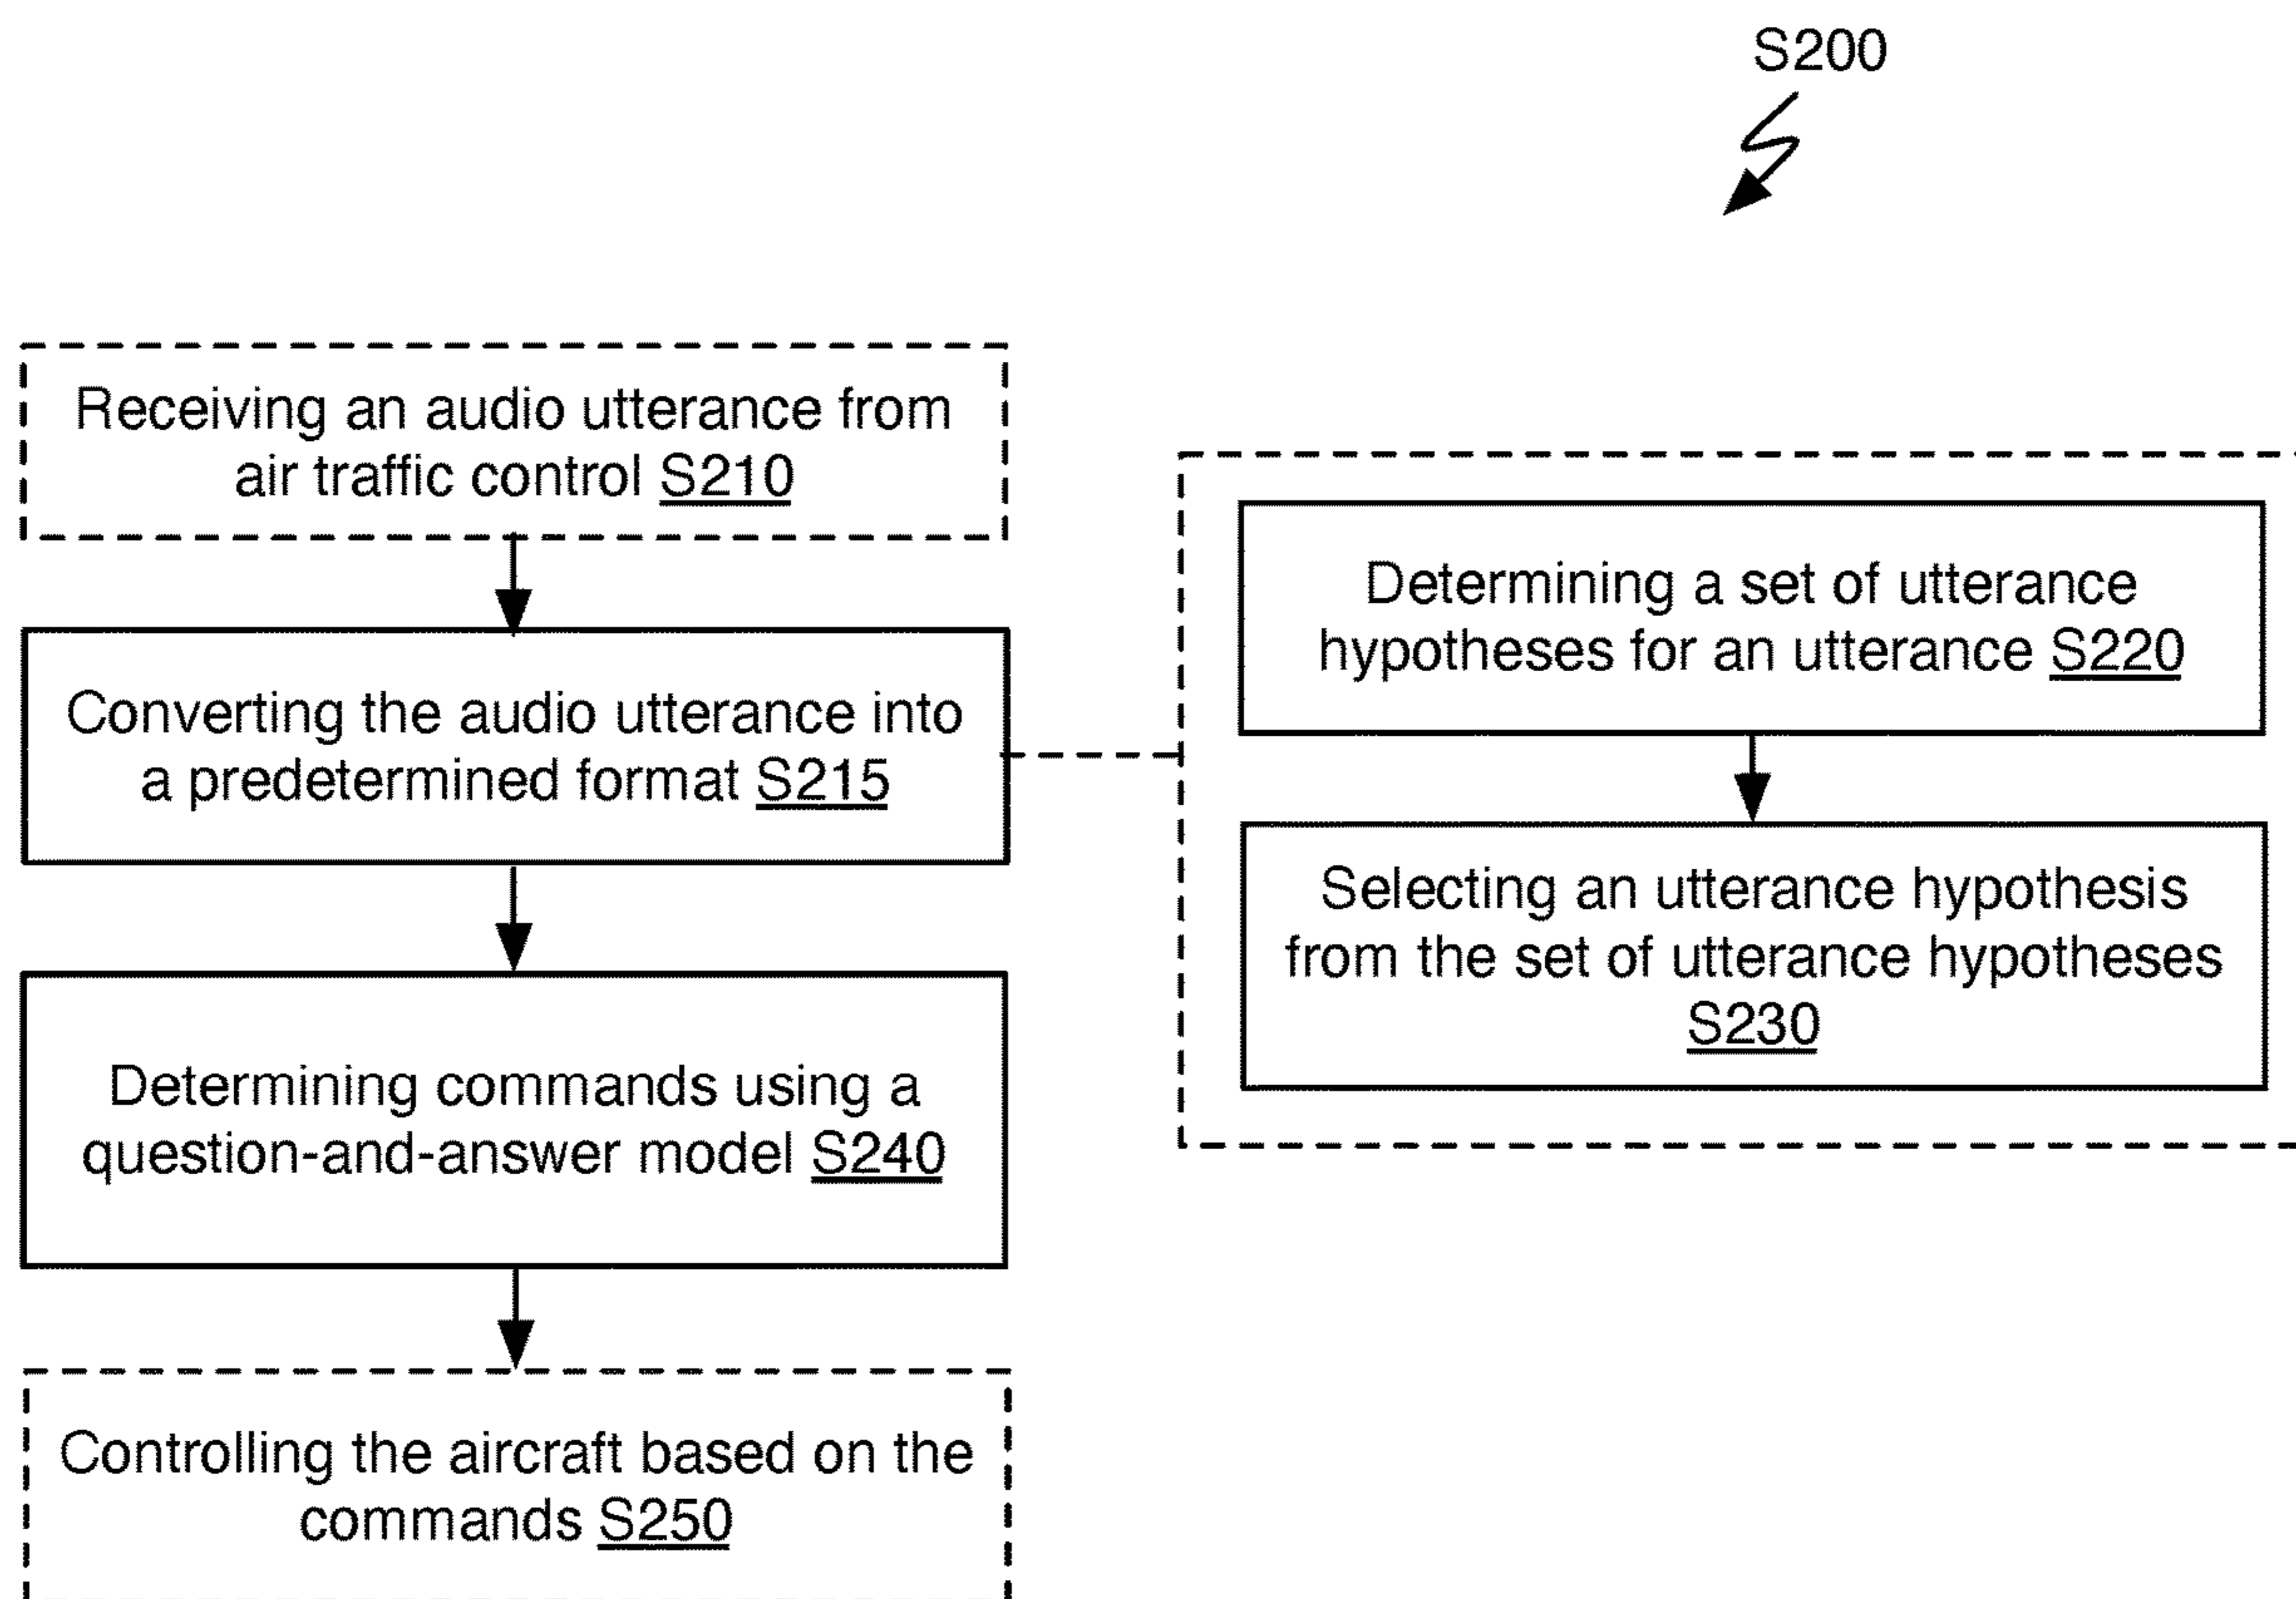 S200
Receiving an audio utterance from
air traffic control S210
Converting the audio utterance into
a predetermined format S215
Determining commands using a
question-and-answer model S240
Controlling the aircraft based on the
commands S250
Determining a set of utterance
hypotheses for an utterance S220
Selecting an utterance hypothesis
from the set of utterance hypotheses
S230